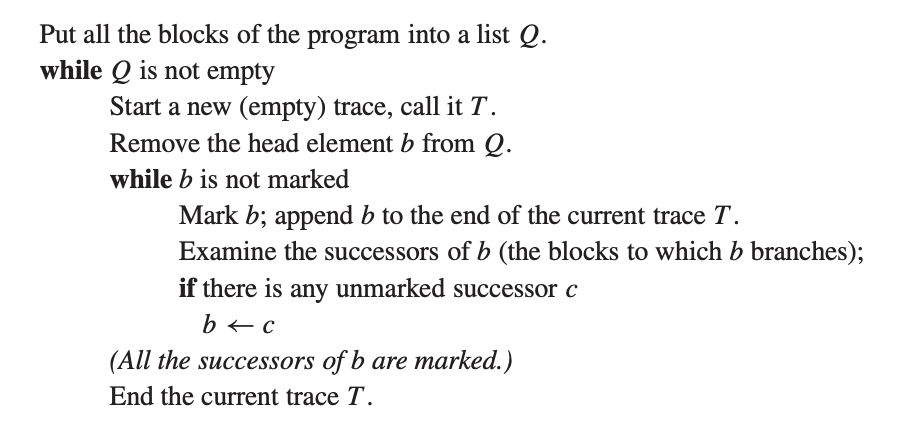 Put all the blocks of the program into a list Q.
while Q is not empty
Start a new (empty) trace, call it T.
Remove the head element b from Q.
while b is not marked
Mark b; append b to the end of the current trace T.
Examine the successors of b (the blocks to which b branches);
if there is any unmarked successor c
b ← c
(All the successors of b are marked.)
End the current trace T.